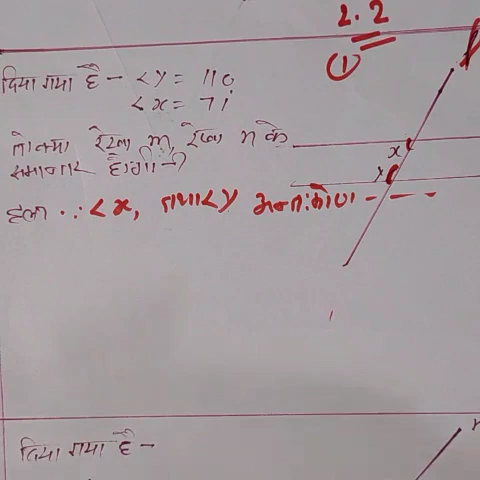 2.2
①
दिया गया है - <y = 110
<x = 71
तो क्या रेखा m, रेखा n के
समान्तर होगी -
x
y
हल ∵ <x, तथा <y अन्तः कोण - - - -
दिया गया है -